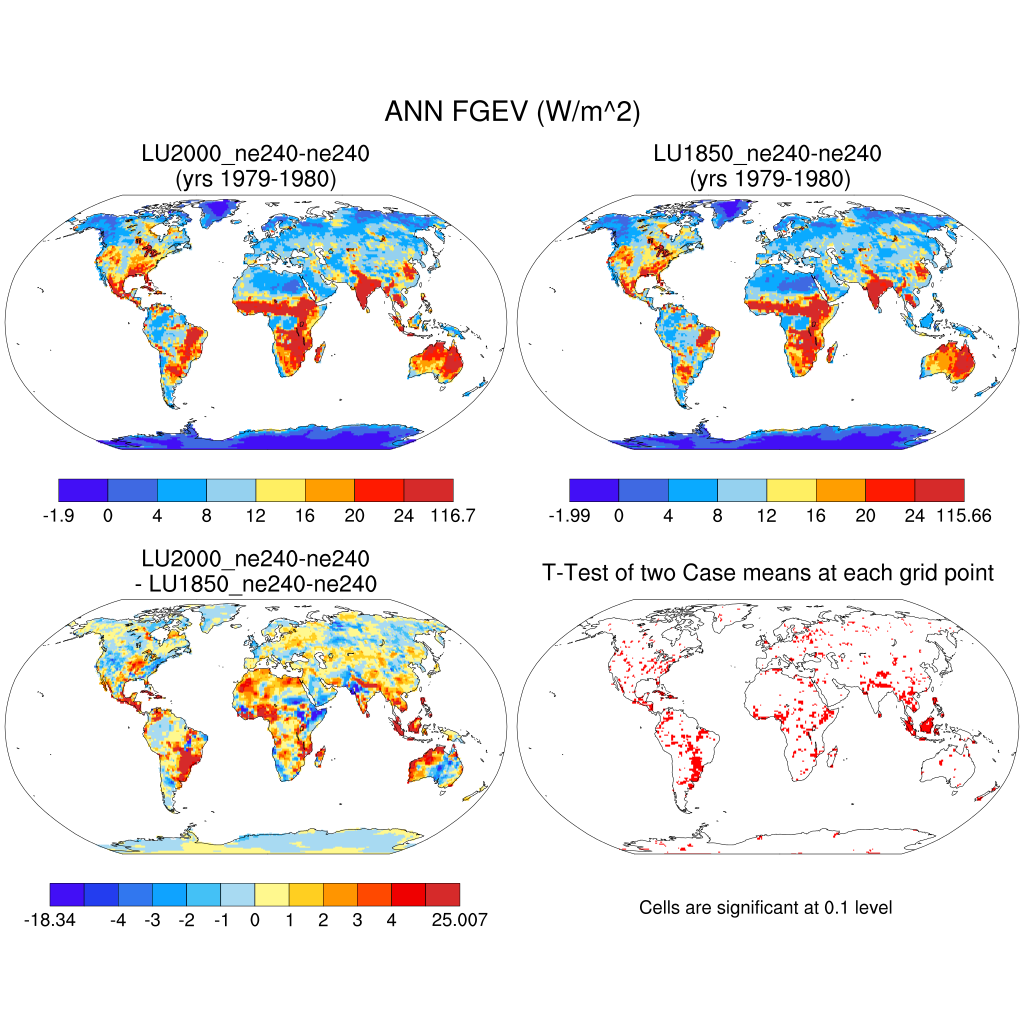 ANN FGEV (W/m^2)
LU2000_ne240-ne240
(yrs 1979-1980)
LU1850_ne240-ne240
(yrs 1979-1980)
-1.9 0 4 8 12 16 20 24 116.7
-1.99 0 4 8 12 16 20 24 115.66
LU2000_ne240-ne240
- LU1850_ne240-ne240
T-Test of two Case means at each grid point
-18.34 -4 -3 -2 -1 0 1 2 3 4 25.007
Cells are significant at 0.1 level